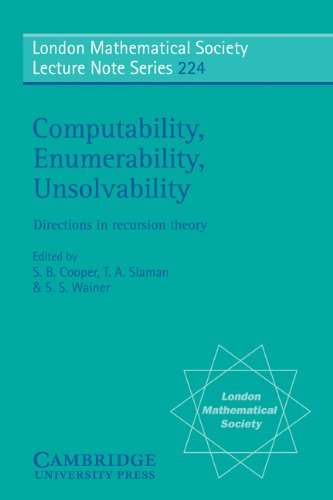 London Mathematical Society
Lecture Note Series 224
Computability,
Enumerability,
Unsolvability
Directions in recursion theory
Edited by
S. B. Cooper, T. A. Slaman
& S. S. Wainer
London
Mathematical
Society
CAMBRIDGE
UNIVERSITY PRESS